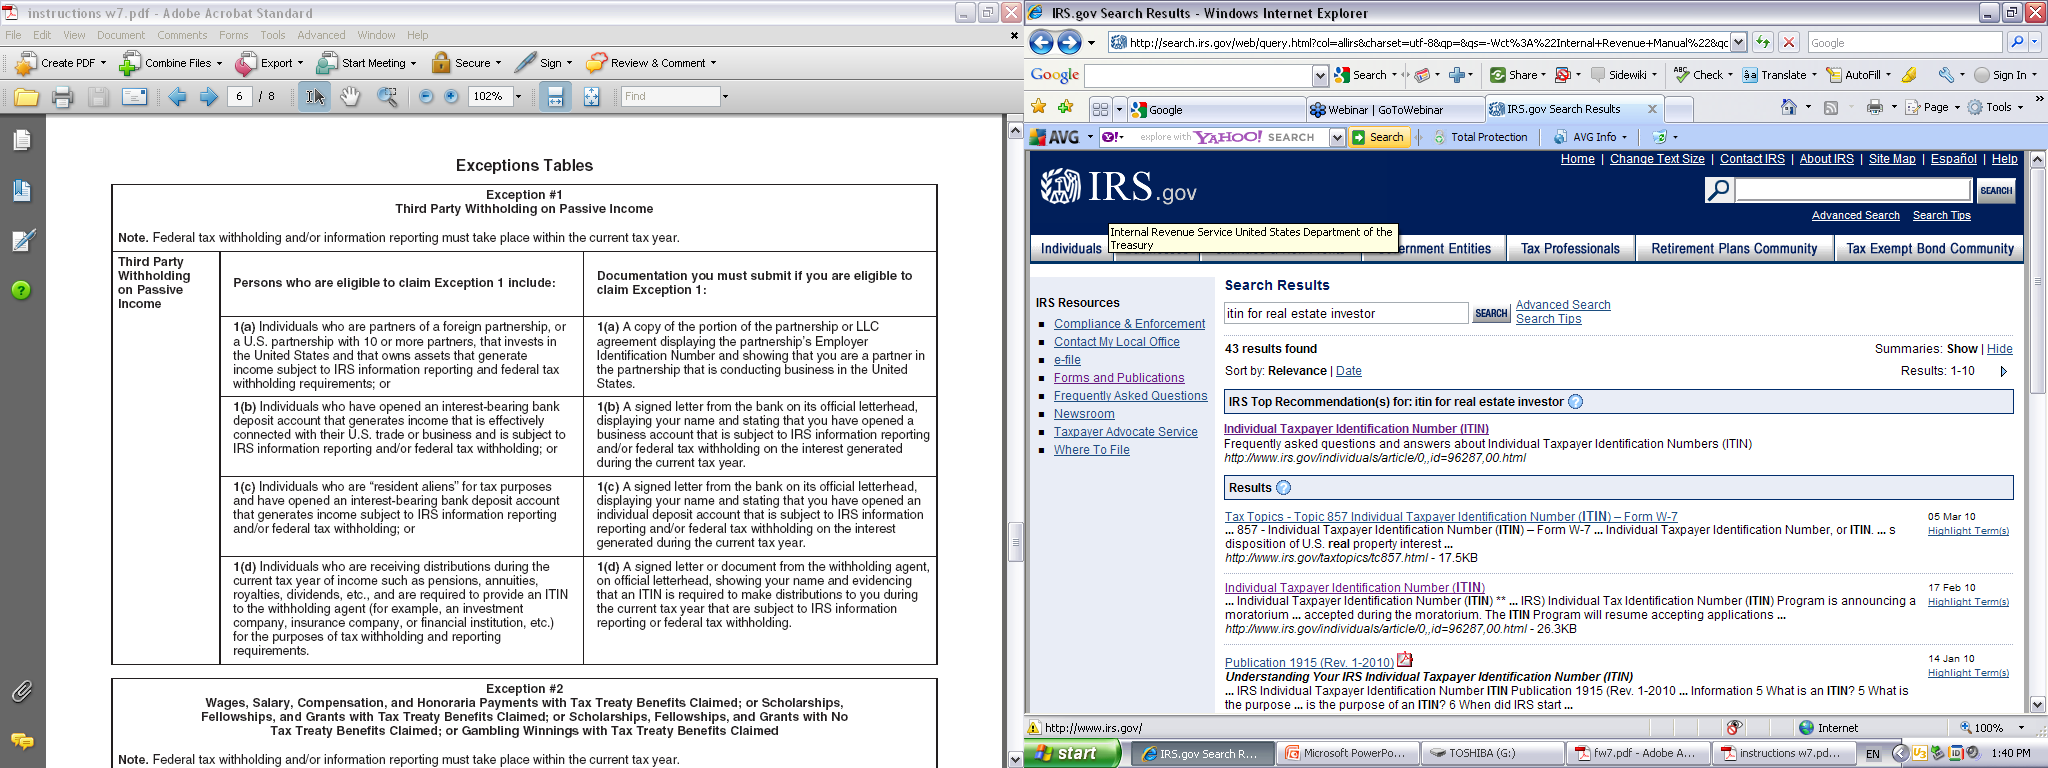 instructions w7.pdf - Adobe Acrobat Standard
File Edit View Document Comments Forms Tools Advanced Window Help
Create PDF Combine Files Export Start Meeting Secure Sign Review & Comment
6 / 8 102% Find
Exceptions Tables
Exception #1
Third Party Withholding on Passive Income
Note. Federal tax withholding and/or information reporting must take place within the current tax year.
Third Party
Withholding
on Passive
Income
Persons who are eligible to claim Exception 1 include:
Documentation you must submit if you are eligible to
claim Exception 1:
1(a) Individuals who are partners of a foreign partnership, or
a U.S. partnership with 10 or more partners, that invests in
the United States and that owns assets that generate
income subject to IRS information reporting and federal tax
withholding requirements; or
1(a) A copy of the portion of the partnership or LLC
agreement displaying the partnership's Employer
Identification Number and showing that you are a partner in
the partnership that is conducting business in the United
States.
1(b) Individuals who have opened an interest-bearing bank
deposit account that generates income that is effectively
connected with their U.S. trade or business and is subject to
IRS information reporting and/or federal tax withholding; or
1(b) A signed letter from the bank on its official letterhead,
displaying your name and stating that you have opened a
business account that is subject to IRS information reporting
and/or federal tax withholding on the interest generated
during the current tax year.
1(c) Individuals who are “resident aliens” for tax purposes
and have opened an interest-bearing bank deposit account
that generates income subject to IRS information reporting
and/or federal tax withholding; or
1(c) A signed letter from the bank on its official letterhead,
displaying your name and stating that you have opened an
individual deposit account that is subject to IRS information
reporting and/or federal tax withholding on the interest
generated during the current tax year.
1(d) Individuals who are receiving distributions during the
current tax year of income such as pensions, annuities,
royalties, dividends, etc., and are required to provide an ITIN
to the withholding agent (for example, an investment
company, insurance company, or financial institution, etc.)
for the purposes of tax withholding and reporting
requirements.
1(d) A signed letter or document from the withholding agent,
on official letterhead, showing your name and evidencing
that an ITIN is required to make distributions to you during
the current tax year that are subject to IRS information
reporting or federal tax withholding.
Exception #2
Wages, Salary, Compensation, and Honoraria Payments with Tax Treaty Benefits Claimed; or Scholarships,
Fellowships, and Grants with Tax Treaty Benefits Claimed; or Scholarships, Fellowships, and Grants with No
Tax Treaty Benefits Claimed; or Gambling Winnings with Tax Treaty Benefits Claimed
Note. Federal tax withholding and/or information reporting must take place within the current tax year.
IRS.gov Search Results - Windows Internet Explorer
http://search.irs.gov/web/query.html?col=allirs&charset=utf-8&qp=&qs=-Wct%3A%22Internal+Revenue+Manual%22&qc
Google
Google Search Share Sidewiki Check Translate AutoFill Sign In
Google Webinar | GoToWebinar IRS.gov Search Results Page Tools
AVG Y! explore with YAHOO! SEARCH Search Total Protection AVG Info
Home | Change Text Size | Contact IRS | About IRS | Site Map | Español | Help
IRS.gov
SEARCH
Advanced Search Search Tips
Internal Revenue Service United States Department of the
Treasury
Individuals ernment Entities Tax Professionals Retirement Plans Community Tax Exempt Bond Community
IRS Resources
Compliance & Enforcement
Contact My Local Office
e-file
Forms and Publications
Frequently Asked Questions
Newsroom
Taxpayer Advocate Service
Where To File
Search Results
itin for real estate investor SEARCH Advanced Search
Search Tips
43 results found Summaries: Show | Hide
Sort by: Relevance | Date Results: 1-10
IRS Top Recommendation(s) for: itin for real estate investor
Individual Taxpayer Identification Number (ITIN)
Frequently asked questions and answers about Individual Taxpayer Identification Numbers (ITIN)
http://www.irs.gov/individuals/article/0,,id=96287,00.html
Results
Tax Topics - Topic 857 Individual Taxpayer Identification Number (ITIN) – Form W-7 05 Mar 10
... 857 - Individual Taxpayer Identification Number (ITIN) – Form W-7 ... Individual Taxpayer Identification Number, or ITIN. ... s Highlight Term(s)
disposition of U.S. real property interest ...
http://www.irs.gov/taxtopics/tc857.html - 17.5KB
Individual Taxpayer Identification Number (ITIN) 17 Feb 10
... Individual Taxpayer Identification Number (ITIN) ** ... IRS) Individual Tax Identification Number (ITIN) Program is announcing a Highlight Term(s)
moratorium ... accepted during the moratorium. The ITIN Program will resume accepting applications ...
http://www.irs.gov/individuals/article/0,,id=96287,00.html - 26.3KB
Publication 1915 (Rev. 1-2010) 14 Jan 10
Understanding Your IRS Individual Taxpayer Identification Number (ITIN) Highlight Term(s)
... IRS Individual Taxpayer Identification Number ITIN Publication 1915 (Rev. 1-2010 ... Information 5 What is an ITIN? 5 What is
the purpose ... is the purpose of an ITIN? 6 When did IRS start ...
http://www.irs.gov/ Internet 100%
start IRS.gov Search R... Microsoft PowerPo... TOSHIBA (G:) fw7.pdf - Adobe A... instructions w7.pd... EN 1:40 PM